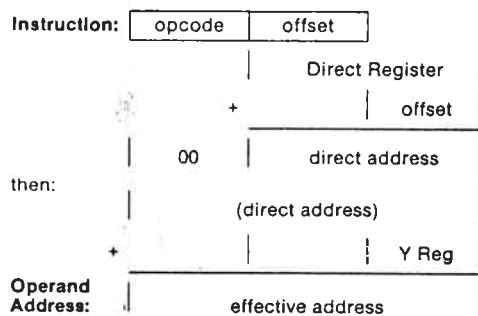 Instruction: opcode offset
Direct Register
+ offset
00 direct address
then:
(direct address)
+ Y Reg
Operand
Address: effective address